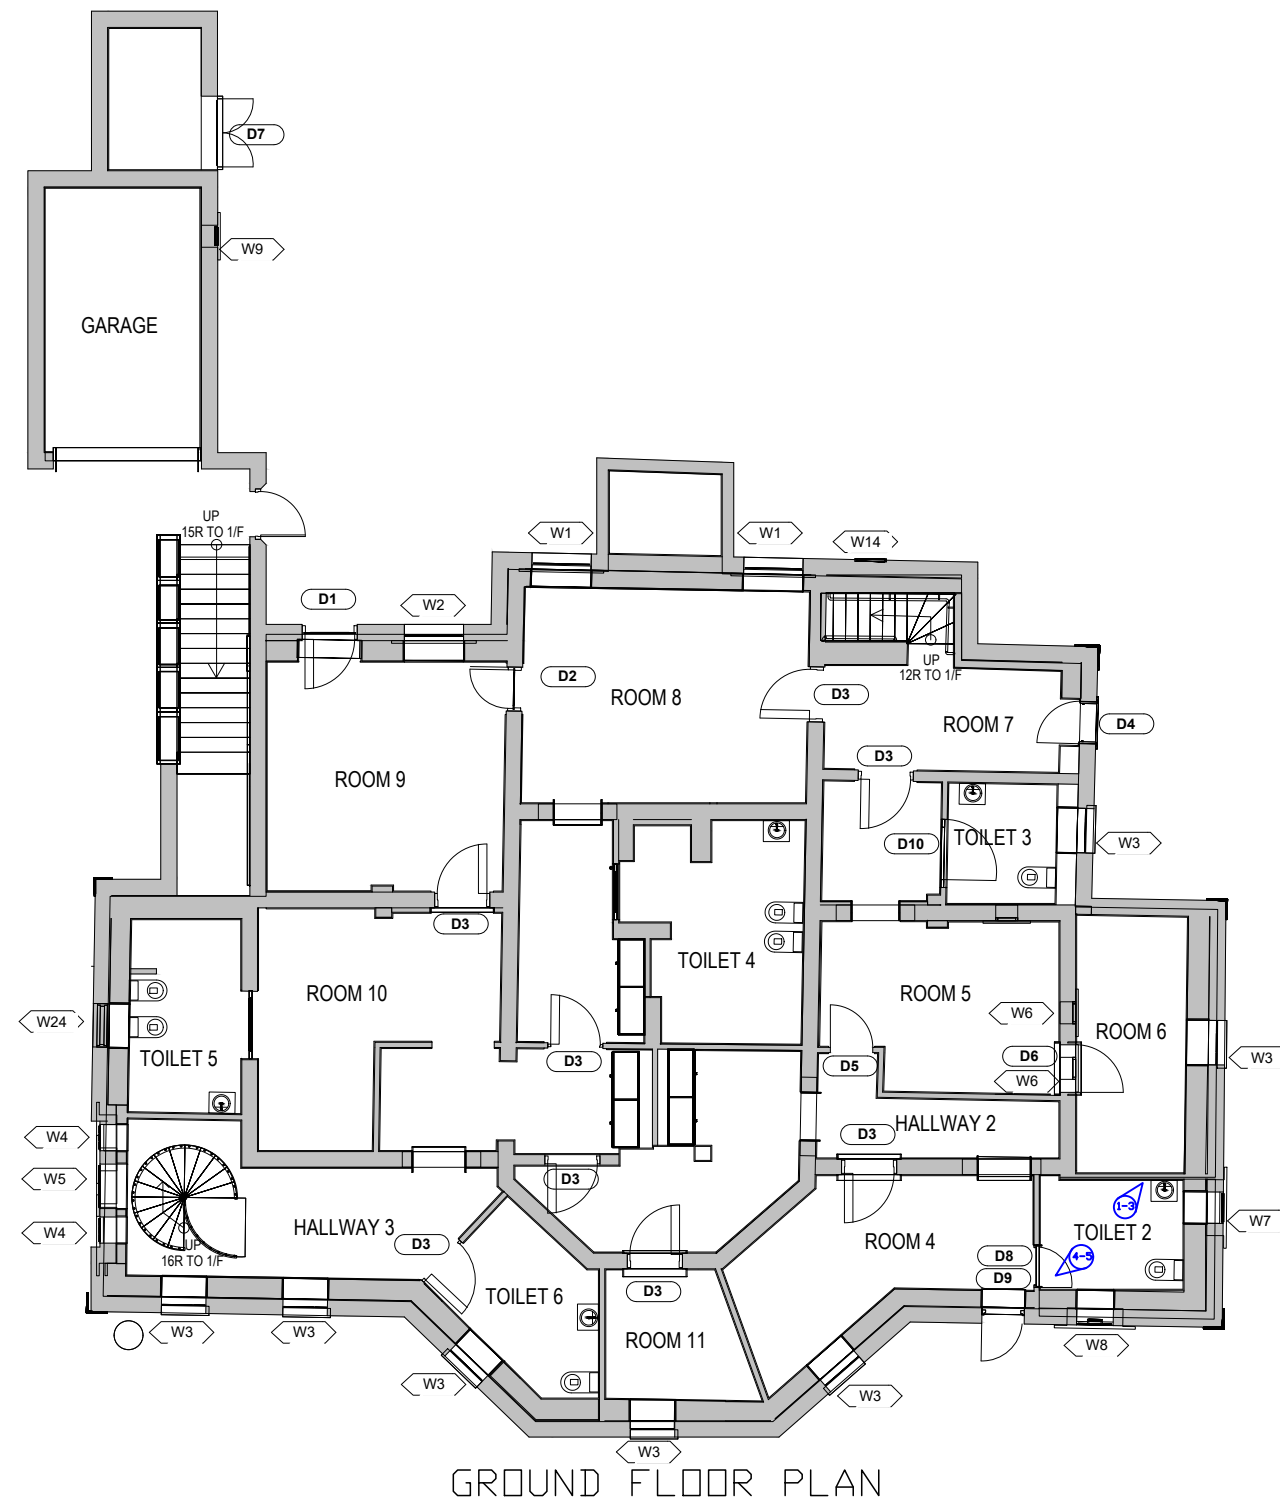 D7
W9
GARAGE
UP
15R TO 1/F
W1
W1
W14
D1
W2
UP
12R TO 1/F
D2
ROOM 8
D3
ROOM 7
D4
D3
ROOM 9
D10
TOILET 3
W3
D3
TOILET 4
ROOM 10
ROOM 5
W6
W24
ROOM 6
TOILET 5
D3
D5
D6
W3
W6
W4
HALLWAY 2
D3
W5
D3
1-3
W4
HALLWAY 3
D3
UP
16R TO 1/F
ROOM 4
TOILET 2
W7
D8
4-5
D9
D3
TOILET 6
W3
W3
ROOM 11
W8
W3
W3
W3
GROUND FLOOR PLAN